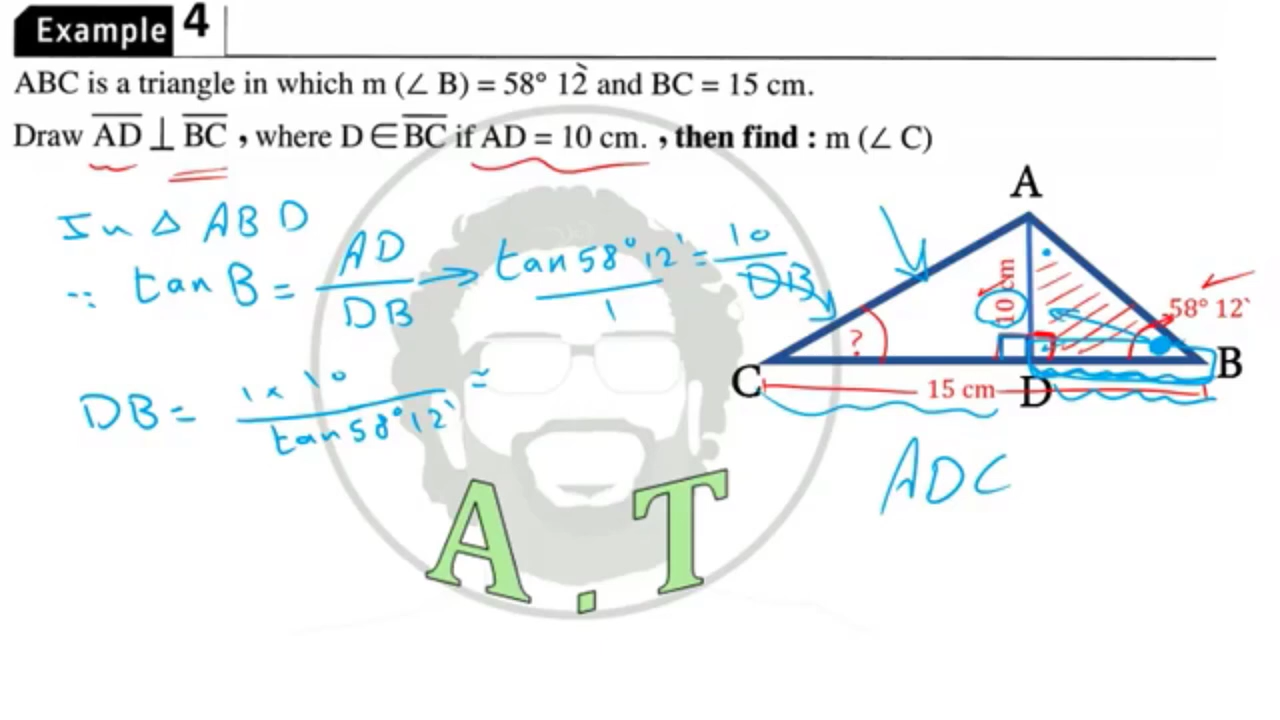 Example 4
ABC is a triangle in which m (∠ B) = 58° 12` and BC = 15 cm.
Draw AD ⊥ BC , where D ∈ BC if AD = 10 cm. , then find : m (∠ C)
In Δ ABD
∵ tan B = AD / DB → tan 58° 12' / 1 = 10 / DB
DB = 1 × 10 / tan 58° 12' ≃
A
10 cm
58° 12`
?
C
15 cm
D
B
ADC
A . T